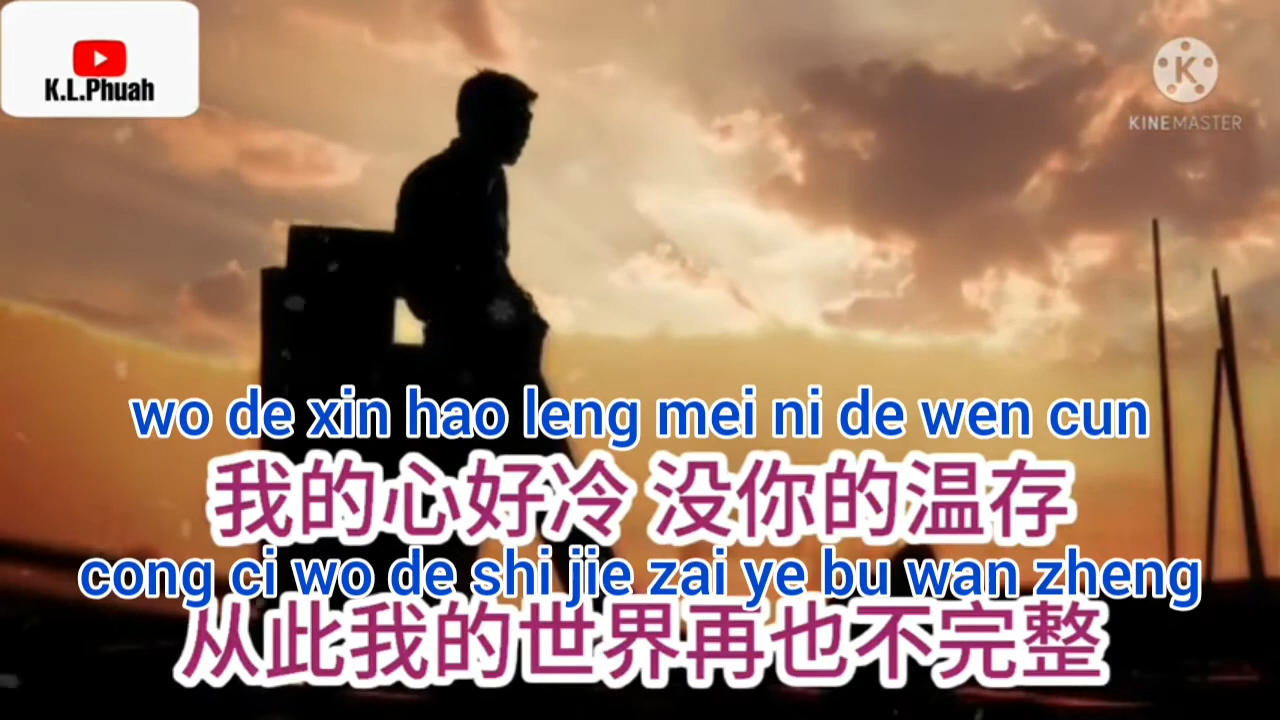 K.L.Phuah
K
KINEMASTER
wo de xin hao leng mei ni de wen cun
我的心好冷 没你的温存
cong ci wo de shi jie zai ye bu wan zheng
从此我的世界再也不完整